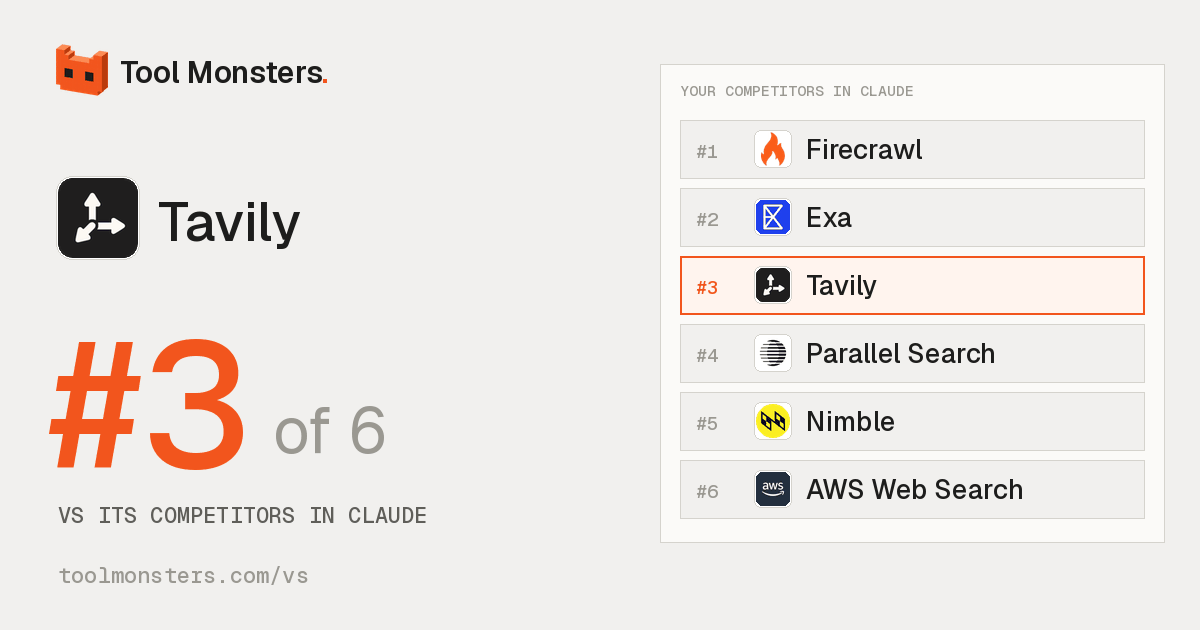 Tool Monsters.
Tavily
#3 of 6
VS ITS COMPETITORS IN CLAUDE
toolmonsters.com/vs
YOUR COMPETITORS IN CLAUDE
#1 Firecrawl
#2 Exa
#3 Tavily
#4 Parallel Search
#5 Nimble
#6 aws AWS Web Search